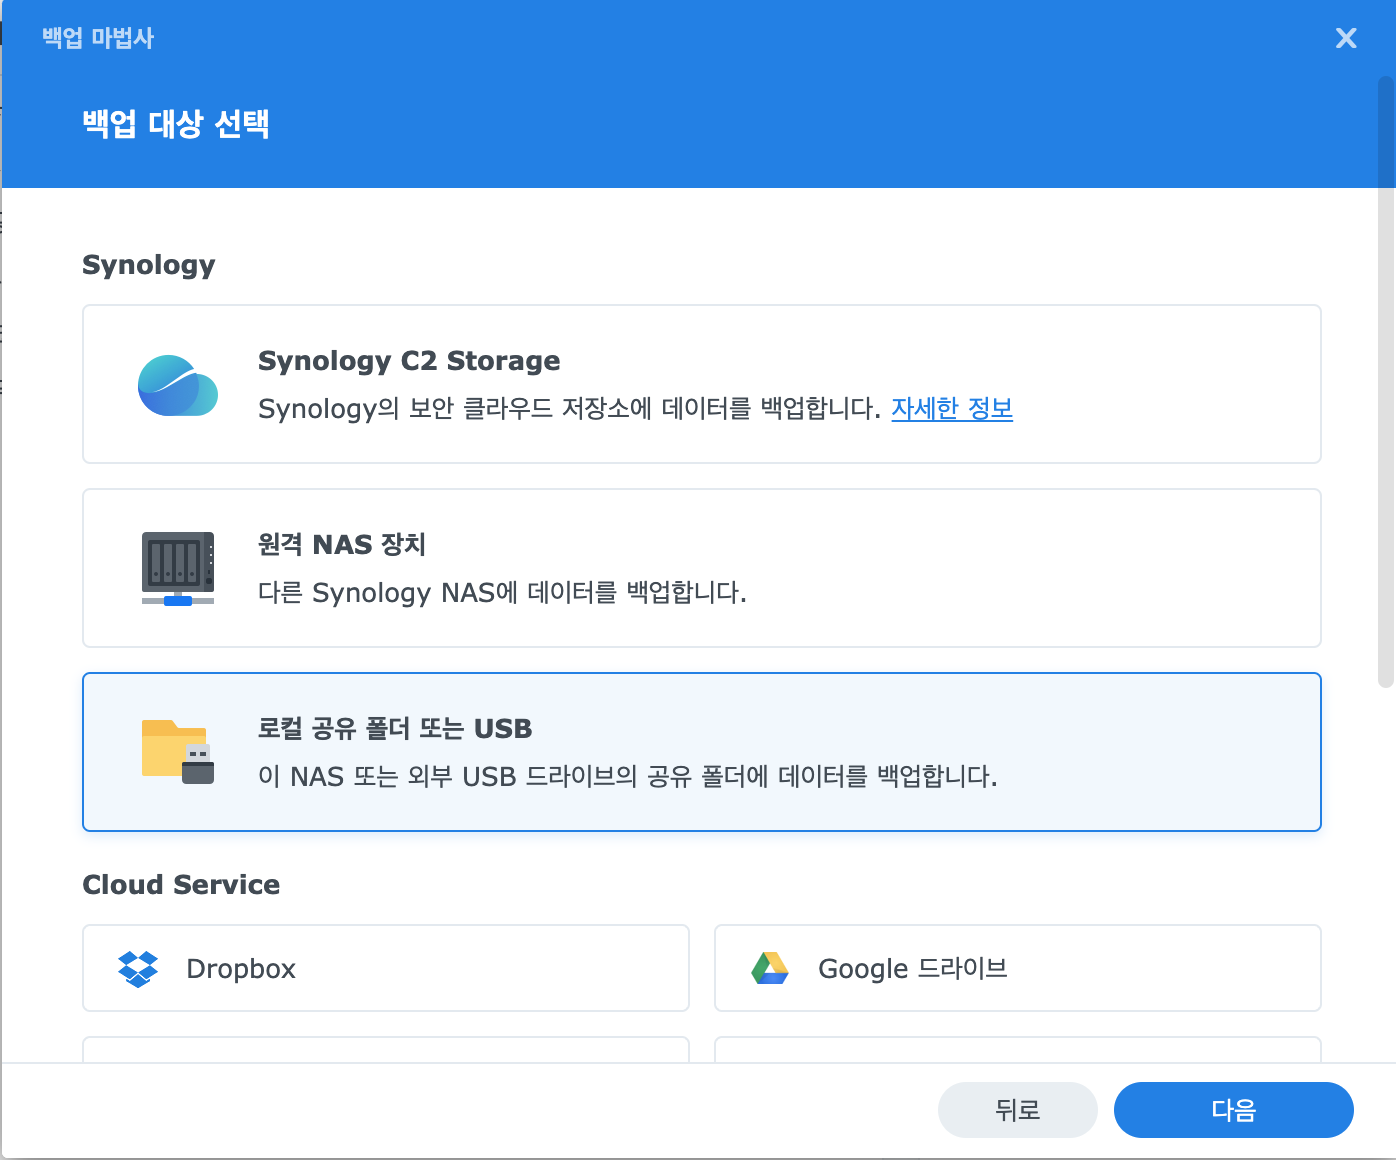 백업 마법사
백업 대상 선택
Synology
Synology C2 Storage
Synology의 보안 클라우드 저장소에 데이터를 백업합니다. 자세한 정보
원격 NAS 장치
다른 Synology NAS에 데이터를 백업합니다.
로컬 공유 폴더 또는 USB
이 NAS 또는 외부 USB 드라이브의 공유 폴더에 데이터를 백업합니다.
Cloud Service
Dropbox
Google 드라이브
뒤로
다음